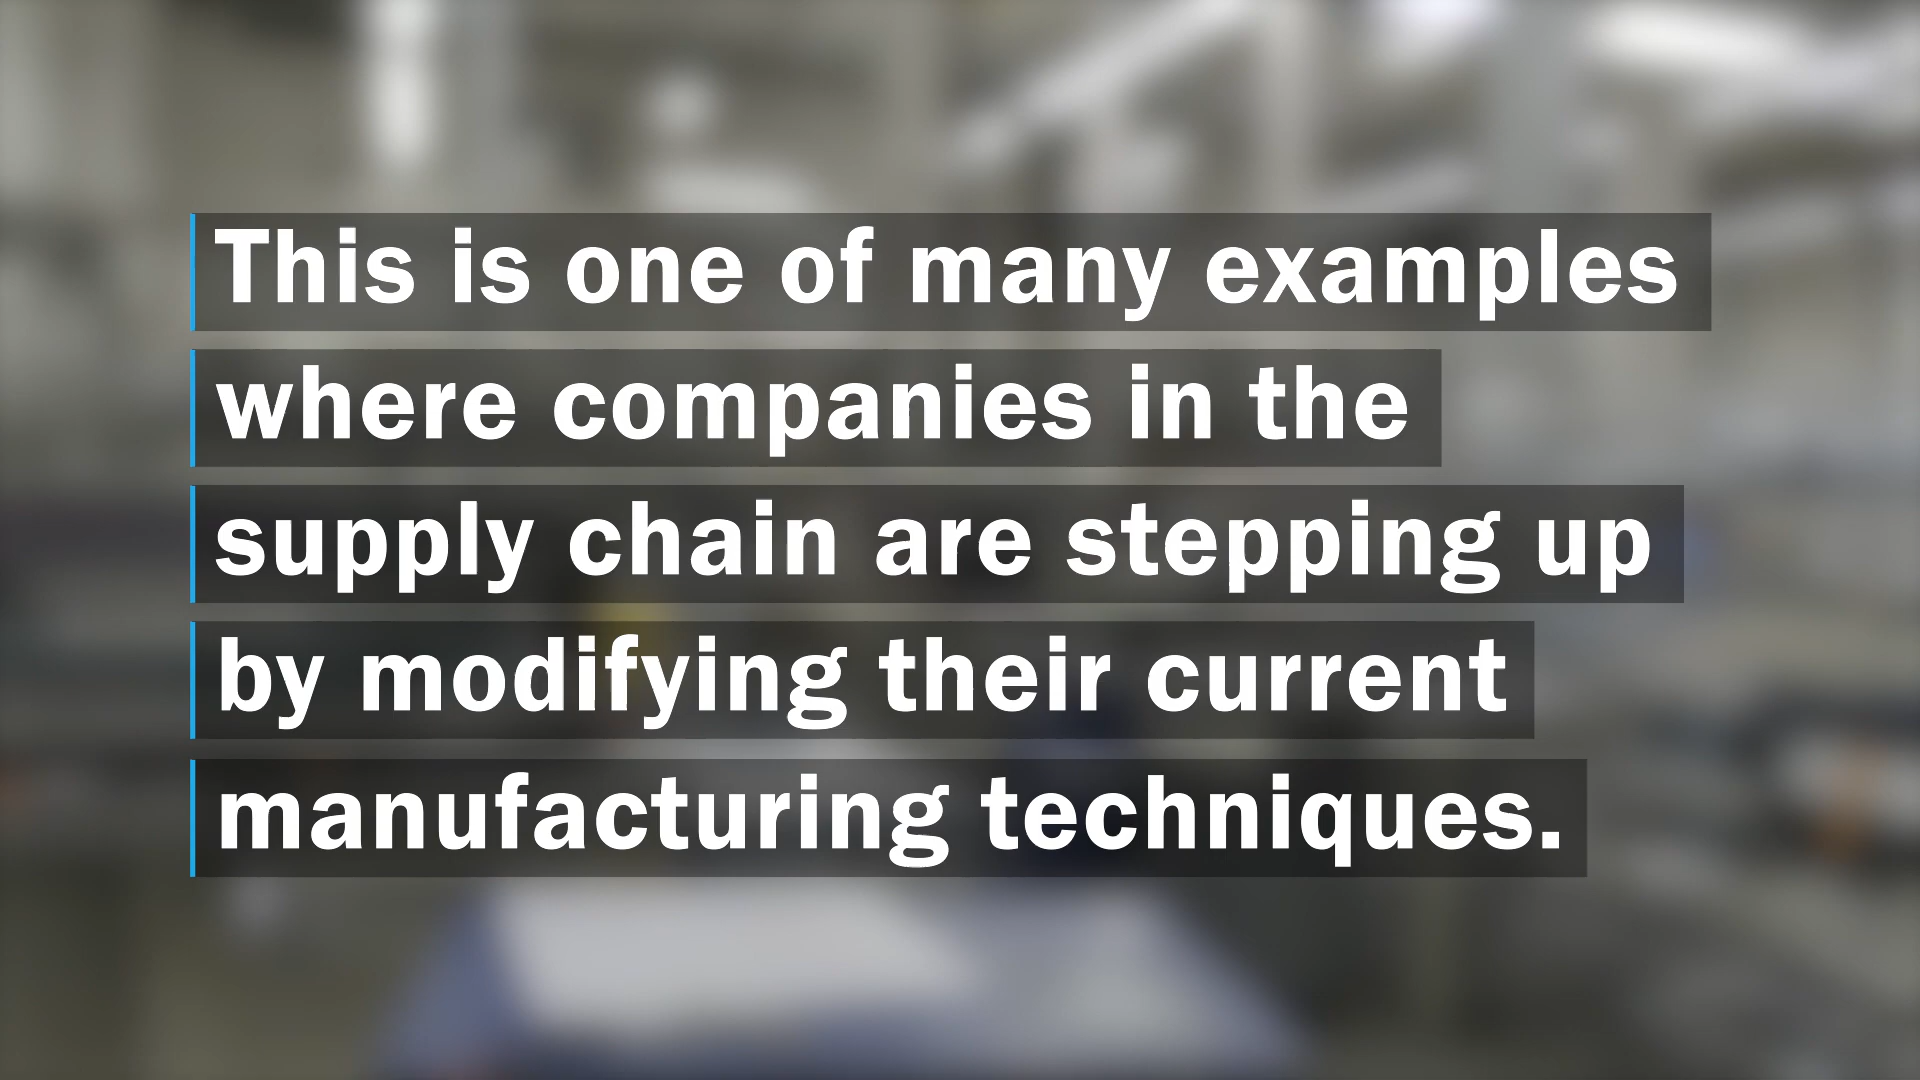 This is one of many examples
where companies in the
supply chain are stepping up
by modifying their current
manufacturing techniques.